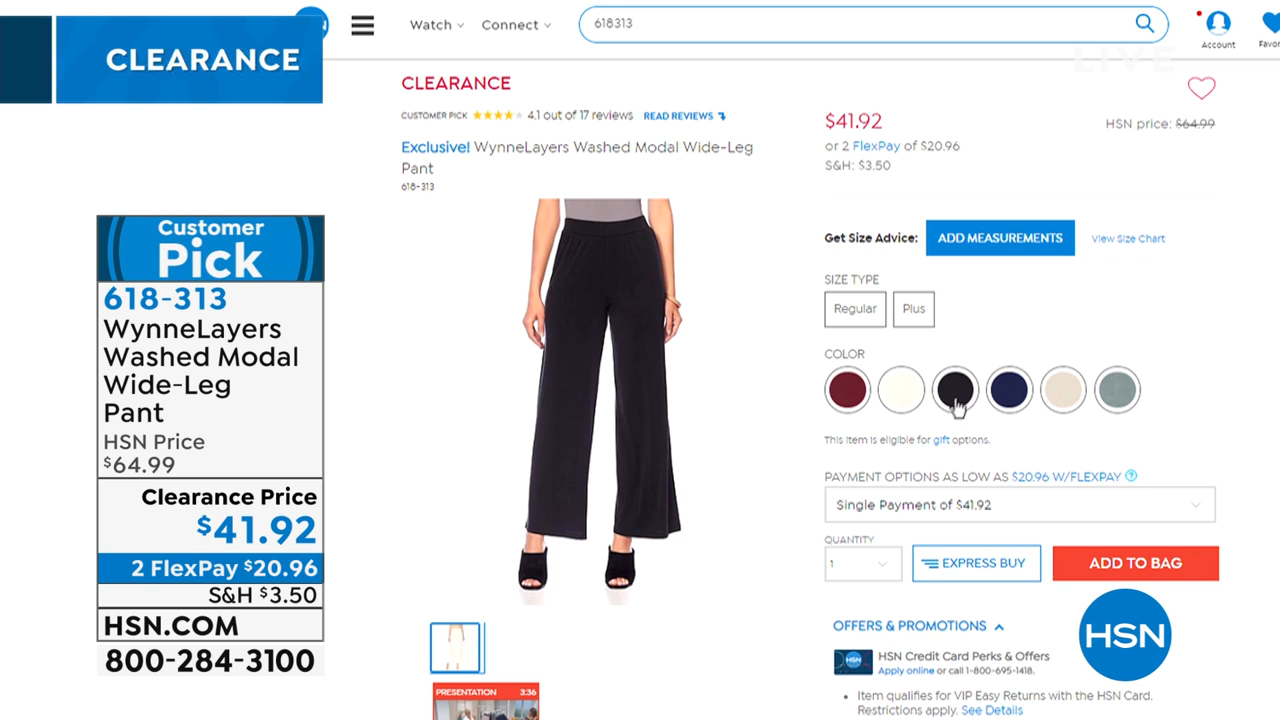 CLEARANCE
Watch
Connect
618313
Account
LIVE
CLEARANCE
CUSTOMER PICK 4.1 out of 17 reviews READ REVIEWS
Exclusive! WynneLayers Washed Modal Wide-Leg
Pant
618-313
$41.92
HSN price: $64.99
or 2 FlexPay of $20.96
S&H: $3.50
Get Size Advice: ADD MEASUREMENTS View Size Chart
SIZE TYPE
Regular Plus
COLOR
This item is eligible for gift options.
PAYMENT OPTIONS AS LOW AS $20.96 W/FLEXPAY ?
Single Payment of $41.92
QUANTITY
1
EXPRESS BUY
ADD TO BAG
OFFERS & PROMOTIONS
HSN
HSN Credit Card Perks & Offers
Apply online or call 1-800-695-1418.
• Item qualifies for VIP Easy Returns with the HSN Card.
Restrictions apply. See Details
HSN
PRESENTATION 3:36
Customer
Pick
618-313
WynneLayers
Washed Modal
Wide-Leg
Pant
HSN Price
$64.99
Clearance Price
$41.92
2 FlexPay $20.96
S&H $3.50
HSN.COM
800-284-3100